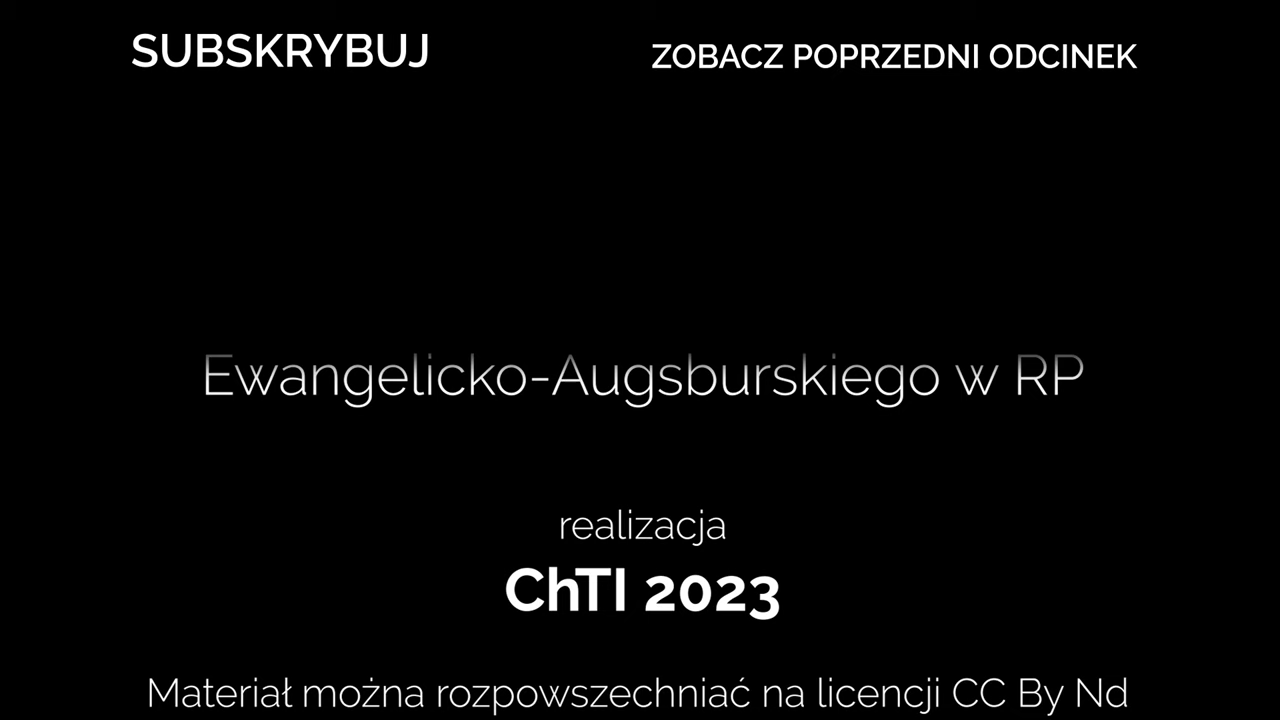 SUBSKRYBUJ
ZOBACZ POPRZEDNI ODCINEK
Ewangelicko-Augsburskiego w RP
realizacja
ChTI 2023
Materiał można rozpowszechniać na licencji CC By Nd